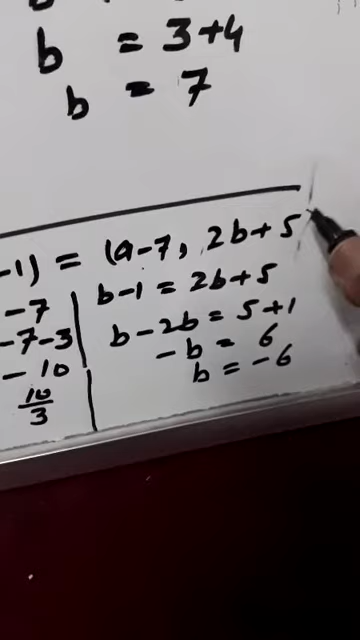 b = 3+4
b = 7
-1) = (a-7, 2b+5
-7
b-1 = 2b+5
-7-3
b-2b = 5+1
-10
-b = 6
10/3
b = -6